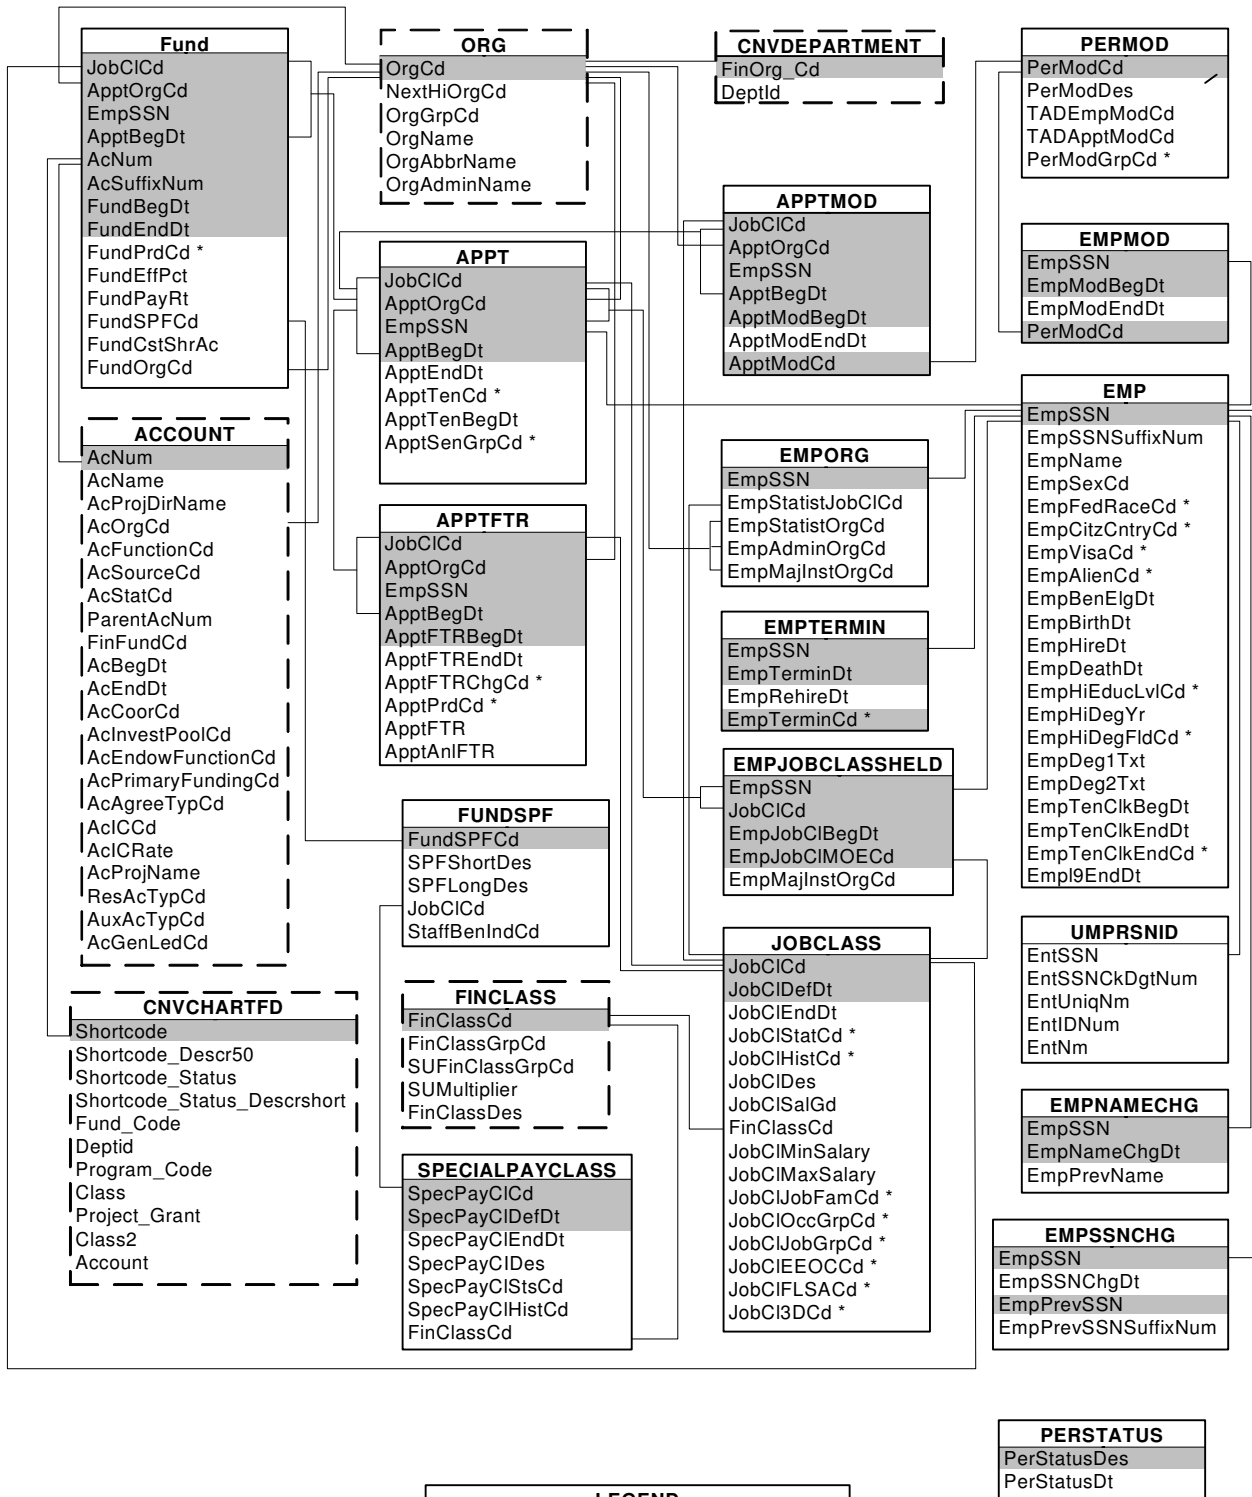 Fund
JobClCd
ApptOrgCd
EmpSSN
ApptBegDt
AcNum
AcSuffixNum
FundBegDt
FundEndDt
FundPrdCd *
FundEffPct
FundPayRt
FundSPFCd
FundCstShrAc
FundOrgCd
ACCOUNT
AcNum
AcName
AcProjDirName
AcOrgCd
AcFunctionCd
AcSourceCd
AcStatCd
ParentAcNum
FinFundCd
AcBegDt
AcEndDt
AcCoorCd
AcInvestPoolCd
AcEndowFunctionCd
AcPrimaryFundingCd
AcAgreeTypCd
AcICCd
AcICRate
AcProjName
ResAcTypCd
AuxAcTypCd
AcGenLedCd
CNVCHARTFD
Shortcode
Shortcode_Descr50
Shortcode_Status
Shortcode_Status_Descrshort
Fund_Code
Deptid
Program_Code
Class
Project_Grant
Class2
Account
ORG
OrgCd
NextHiOrgCd
OrgGrpCd
OrgName
OrgAbbrName
OrgAdminName
APPT
JobClCd
ApptOrgCd
EmpSSN
ApptBegDt
ApptEndDt
ApptTenCd *
ApptTenBegDt
ApptSenGrpCd *
APPTFTR
JobClCd
ApptOrgCd
EmpSSN
ApptBegDt
ApptFTRBegDt
ApptFTREndDt
ApptFTRChgCd *
ApptPrdCd *
ApptFTR
ApptAnlFTR
FUNDSPF
FundSPFCd
SPFShortDes
SPFLongDes
JobClCd
StaffBenIndCd
FINCLASS
FinClassCd
FinClassGrpCd
SUFinClassGrpCd
SUMultiplier
FinClassDes
SPECIALPAYCLASS
SpecPayClCd
SpecPayClDefDt
SpecPayClEndDt
SpecPayClDes
SpecPayClStsCd
SpecPayClHistCd
FinClassCd
CNVDEPARTMENT
FinOrg_Cd
DeptId
APPTMOD
JobClCd
ApptOrgCd
EmpSSN
ApptBegDt
ApptModBegDt
ApptModEndDt
ApptModCd
EMPORG
EmpSSN
EmpStatistJobClCd
EmpStatistOrgCd
EmpAdminOrgCd
EmpMajInstOrgCd
EMPTERMIN
EmpSSN
EmpTerminDt
EmpRehireDt
EmpTerminCd *
EMPJOBCLASSHELD
EmpSSN
JobClCd
EmpJobClBegDt
EmpJobClMOECd
EmpMajInstOrgCd
JOBCLASS
JobClCd
JobClDefDt
JobClEndDt
JobClStatCd *
JobClHistCd *
JobClDes
JobClSalGd
FinClassCd
JobClMinSalary
JobClMaxSalary
JobClJobFamCd *
JobClOccGrpCd *
JobClJobGrpCd *
JobClEEOCCd *
JobClFLSACd *
JobCl3DCd *
PERMOD
PerModCd
PerModDes
TADEmpModCd
TADApptModCd
PerModGrpCd *
EMPMOD
EmpSSN
EmpModBegDt
EmpModEndDt
PerModCd
EMP
EmpSSN
EmpSSNSuffixNum
EmpName
EmpSexCd
EmpFedRaceCd *
EmpCitzCntryCd *
EmpVisaCd *
EmpAlienCd *
EmpBenElgDt
EmpBirthDt
EmpHireDt
EmpDeathDt
EmpHiEducLvlCd *
EmpHiDegYr
EmpHiDegFldCd *
EmpDeg1Txt
EmpDeg2Txt
EmpTenClkBegDt
EmpTenClkEndDt
EmpTenClkEndCd *
EmpI9EndDt
UMPRSNID
EntSSN
EntSSNCkDgtNum
EntUniqNm
EntIDNum
EntNm
EMPNAMECHG
EmpSSN
EmpNameChgDt
EmpPrevName
EMPSSNCHG
EmpSSN
EmpSSNChgDt
EmpPrevSSN
EmpPrevSSNSuffixNum
PERSTATUS
PerStatusDes
PerStatusDt
LEGEND